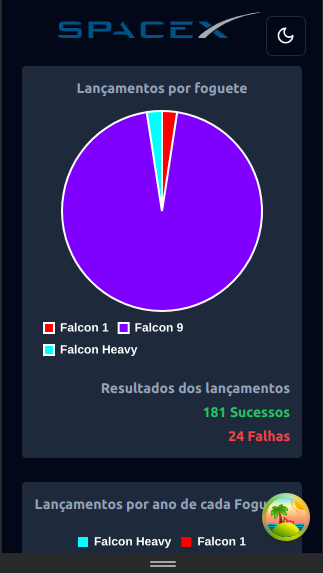 SPACEX
Lançamentos por foguete
Falcon 1 Falcon 9
Falcon Heavy
Resultados dos lançamentos
181 Sucessos
24 Falhas
Lançamentos por ano de cada
Falcon Heavy Falcon 1